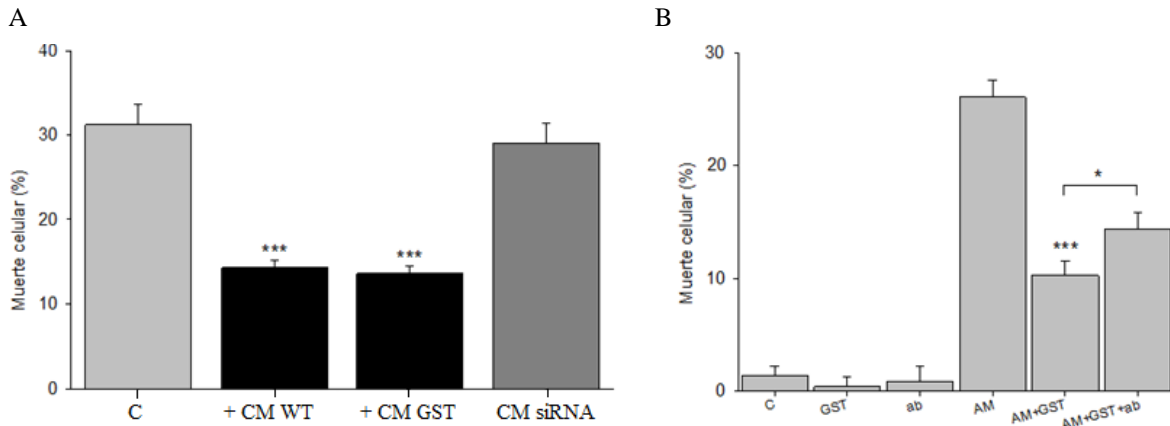 A
Muerte celular (%)
40
30
20
10
0
***
***
C
+ CM WT
+ CM GST
CM siRNA
B
Muerte celular (%)
30
20
10
0
*
***
C
GST
ab
AM
AM+GST
AM+GST+ab